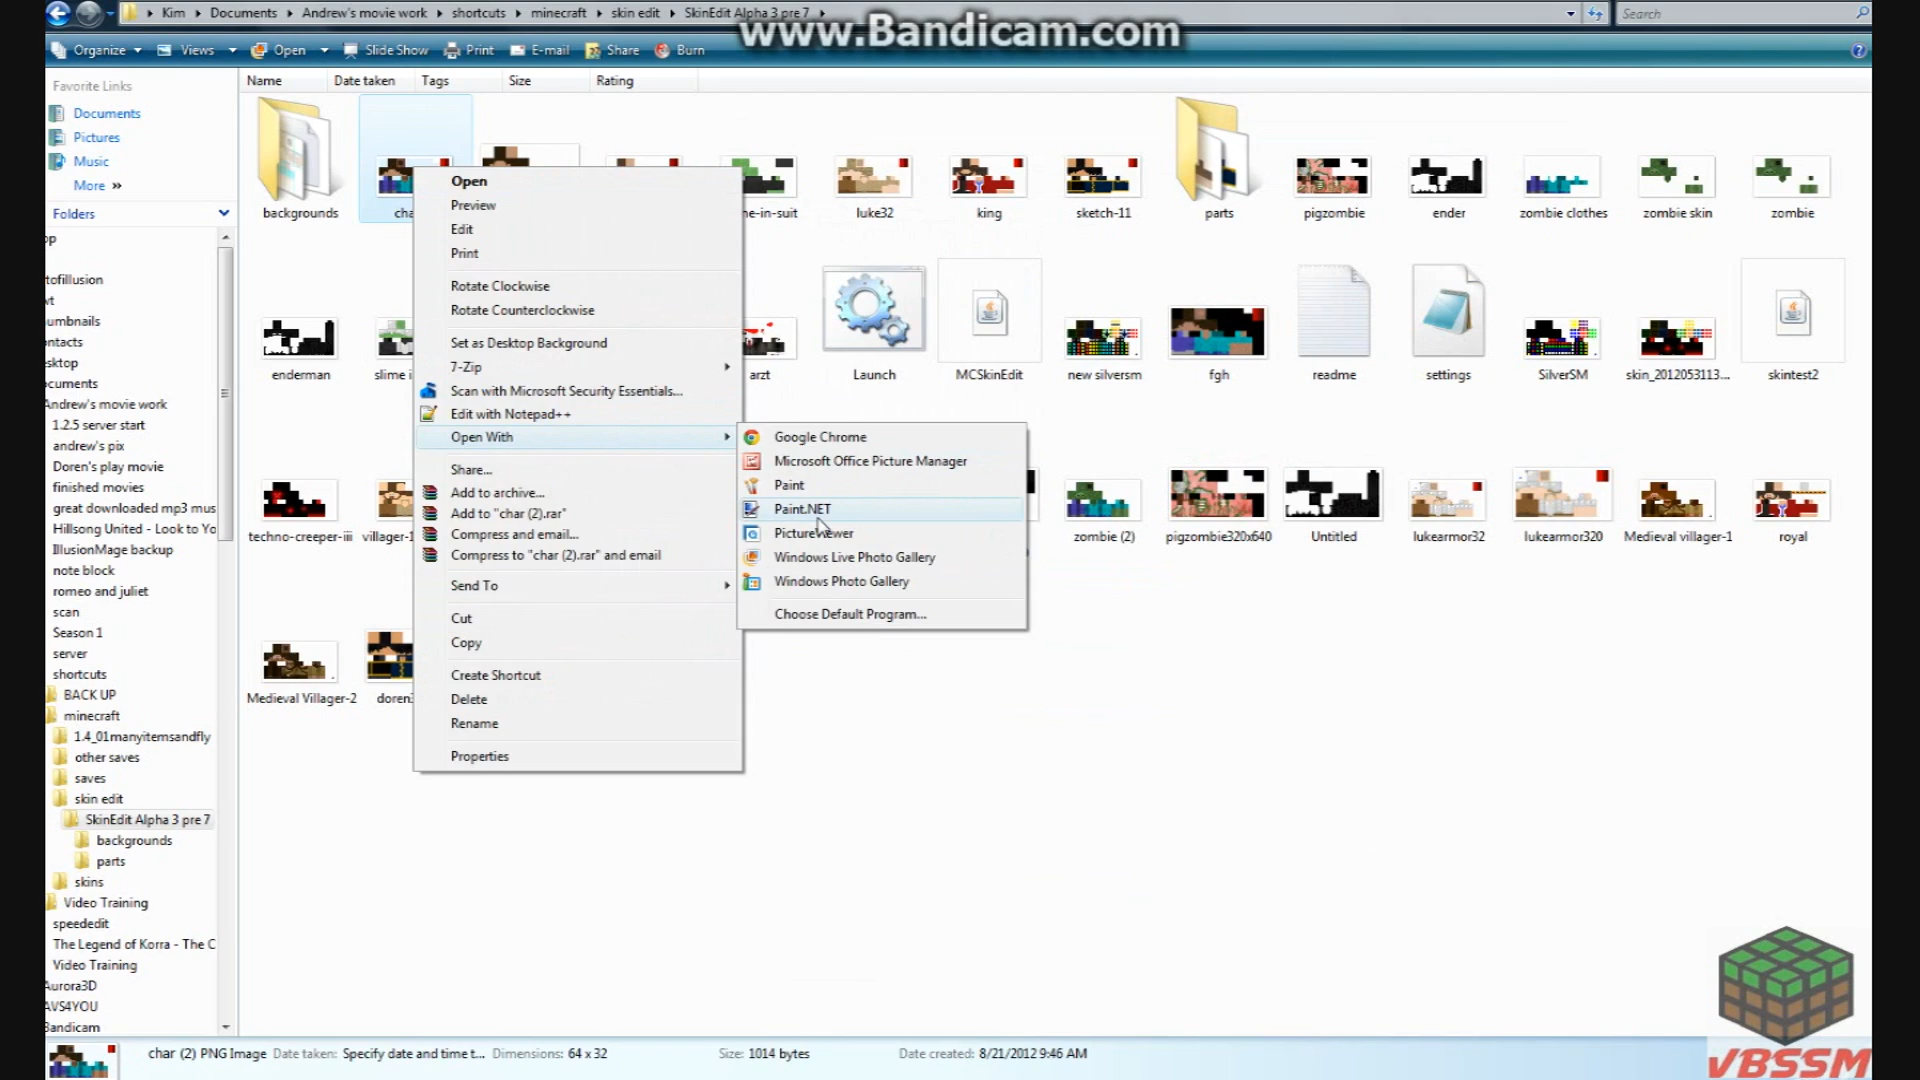 Kim
Documents
Andrew's movie work
shortcuts
minecraft
skin edit
SkinEdit Alpha 3 pre 7
Search
www.Bandicam.com
Organize
Views
Open
Slide Show
Print
E-mail
Share
Burn
Favorite Links
Name
Date taken
Tags
Size
Rating
Documents
Pictures
Music
More »
Folders
op
tofillusion
wt
umbnails
ontacts
esktop
ocuments
Andrew's movie work
1.2.5 server start
andrew's pix
Doren's play movie
finished movies
great downloaded mp3 mus
Hillsong United - Look to Yo
IllusionMage backup
note block
romeo and juliet
scan
Season 1
server
shortcuts
BACK UP
minecraft
1.4_01manyitemsandfly
other saves
saves
skin edit
SkinEdit Alpha 3 pre 7
backgrounds
parts
skins
Video Training
speededit
The Legend of Korra - The C
Video Training
Aurora3D
AVS4YOU
Bandicam
backgrounds
cha
ne-in-suit
luke32
king
sketch-11
parts
pigzombie
ender
zombie clothes
zombie skin
zombie
enderman
slime i
arzt
Launch
MCSkinEdit
new silversm
fgh
readme
settings
SilverSM
skin_2012053113...
skintest2
techno-creeper-iii
villager-1
zombie (2)
pigzombie320x640
Untitled
lukearmor32
lukearmor320
Medieval villager-1
royal
Medieval Villager-2
doren3
Open
Preview
Edit
Print
Rotate Clockwise
Rotate Counterclockwise
Set as Desktop Background
7-Zip
Scan with Microsoft Security Essentials...
Edit with Notepad++
Open With
Share...
Add to archive...
Add to "char (2).rar"
Compress and email...
Compress to "char (2).rar" and email
Send To
Cut
Copy
Create Shortcut
Delete
Rename
Properties
Google Chrome
Microsoft Office Picture Manager
Paint
Paint.NET
PictureViewer
Windows Live Photo Gallery
Windows Photo Gallery
Choose Default Program...
char (2) PNG Image
Date taken: Specify date and time t...
Dimensions: 64 x 32
Size: 1014 bytes
Date created: 8/21/2012 9:46 AM
VBSSM